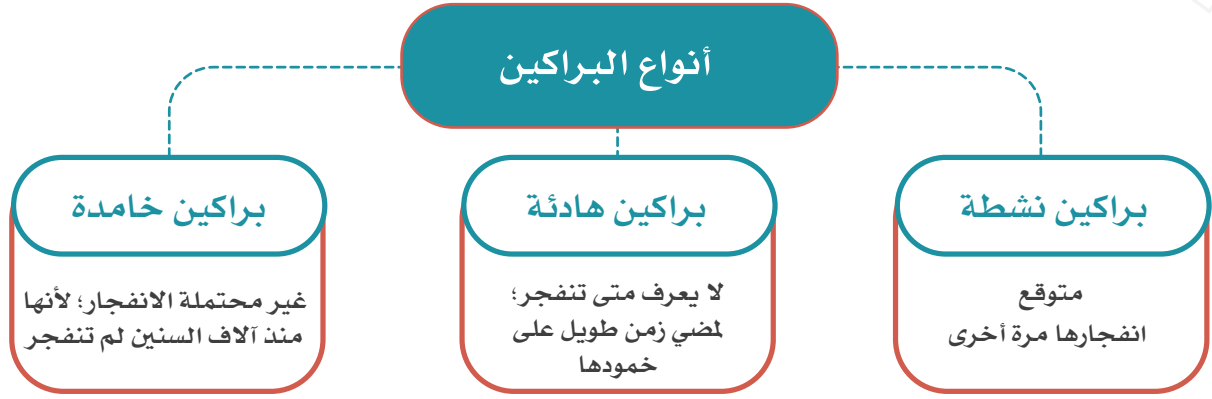 أنواع البراكين
براكين نشطة
متوقع
انفجارها مرة أخرى
براكين هادئة
لا يعرف متى تنفجر؛
لمضي زمن طويل على
خمودها
براكين خامدة
غير محتملة الانفجار؛ لأنها
منذ آلاف السنين لم تنفجر